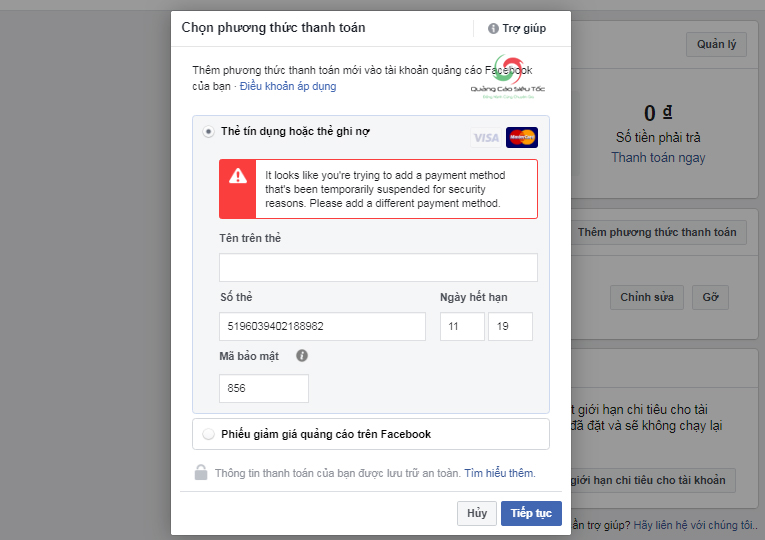 Chọn phương thức thanh toán
Trợ giúp
Thêm phương thức thanh toán mới vào tài khoản quảng cáo Facebook
của bạn · Điều khoản áp dụng
Quảng Cáo Siêu Tốc
Thẻ tín dụng hoặc thẻ ghi nợ
VISA
MasterCard
It looks like you're trying to add a payment method
that's been temporarily suspended for security
reasons. Please add a different payment method.
Tên trên thẻ
Số thẻ
Ngày hết hạn
5196039402188982
11
19
Mã bảo mật
856
Phiếu giảm giá quảng cáo trên Facebook
Thông tin thanh toán của bạn được lưu trữ an toàn. Tìm hiểu thêm.
Hủy
Tiếp tục
Quản lý
0 ₫
Số tiền phải trả
Thanh toán ngay
Thêm phương thức thanh toán
Chỉnh sửa
Gỡ
t giới hạn chi tiêu cho tài
đã đặt và sẽ không chạy lại
giới hạn chi tiêu cho tài khoản
ần trợ giúp? Hãy liên hệ với chúng tôi..